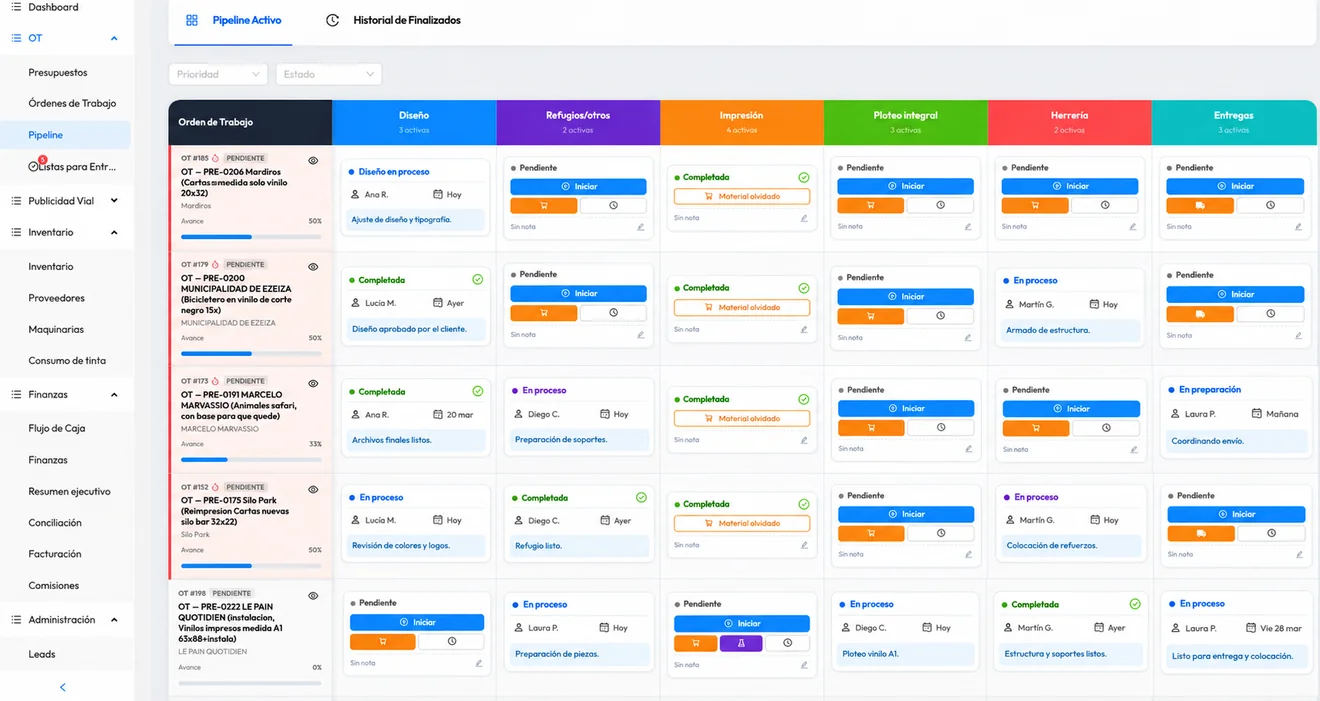 Dashboard
OT
Presupuestos
Órdenes de Trabajo
Pipeline
5
Listas para Entr...
Publicidad Vial
Inventario
Inventario
Proveedores
Maquinarias
Consumo de tinta
Finanzas
Flujo de Caja
Finanzas
Resumen ejecutivo
Conciliación
Facturación
Comisiones
Administración
Leads
Pipeline Activo
Historial de Finalizados
Prioridad
Estado
Orden de Trabajo
Diseño
3 activas
Refugios/otros
2 activas
Impresión
4 activas
Ploteo integral
3 activas
Herrería
2 activas
Entregas
3 activas
OT #185 PENDIENTE
OT — PRE-0206 Mardiros
(Cartas=medida solo vinilo
20x32)
Mardiros
Avance 50%
Diseño en proceso
Ana R. Hoy
Ajuste de diseño y tipografía.
Pendiente
Iniciar
Sin nota
Completada
Material olvidado
Sin nota
Pendiente
Iniciar
Sin nota
Pendiente
Iniciar
Sin nota
Pendiente
Iniciar
Sin nota
OT #179 PENDIENTE
OT — PRE-0200
MUNICIPALIDAD DE EZEIZA
(Bicicletero en vinilo de corte
negro 15x)
MUNICIPALIDAD DE EZEIZA
Avance 50%
Completada
Lucía M. Ayer
Diseño aprobado por el cliente.
Pendiente
Iniciar
Sin nota
Completada
Material olvidado
Sin nota
Pendiente
Iniciar
Sin nota
En proceso
Martín G. Hoy
Armado de estructura.
Pendiente
Iniciar
Sin nota
OT #173 PENDIENTE
OT — PRE-0191 MARCELO
MARVASSIO (Animales safari,
con base para que quede)
MARCELO MARVASSIO
Avance 33%
Completada
Ana R. 20 mar
Archivos finales listos.
En proceso
Diego C. Hoy
Preparación de soportes.
Completada
Material olvidado
Sin nota
Pendiente
Iniciar
Sin nota
Pendiente
Iniciar
Sin nota
En preparación
Laura P. Mañana
Coordinando envío.
OT #152 PENDIENTE
OT — PRE-0175 Silo Park
(Reimpresion Cartas nuevas
silo bar 32x22)
Silo Park
Avance 50%
En proceso
Lucía M. Hoy
Revisión de colores y logos.
Completada
Diego C. Ayer
Refugio listo.
Completada
Material olvidado
Sin nota
Pendiente
Iniciar
Sin nota
En proceso
Martín G. Hoy
Colocación de refuerzos.
Pendiente
Iniciar
Sin nota
OT #198 PENDIENTE
OT — PRE-0222 LE PAIN
QUOTIDIEN (instalacion,
Vinilos impresos medida A1
63x88+instala)
LE PAIN QUOTIDIEN
Avance 0%
Pendiente
Iniciar
Sin nota
En proceso
Laura P. Hoy
Preparación de piezas.
Pendiente
Iniciar
Sin nota
En proceso
Diego C. Hoy
Ploteo vinilo A1.
Completada
Martín G. Ayer
Estructura y soportes listos.
En proceso
Laura P. Vie 28 mar
Listo para entrega y colocación.